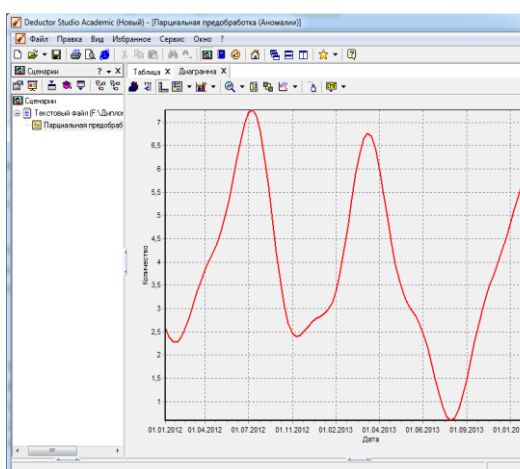 Deductor Studio Academic (Новый) - [Парциальная предобработка (Аномалии)]
Файл Правка Вид Избранное Сервис Окно ?
Сценарии ? X
Таблица X Диаграмма X
Сценарии
Текстовый файл (F:\Диплом
Парциальная предобраб
7
6,5
6
5,5
5
4,5
4
3,5
3
2,5
2
1,5
1
Количество
01.01.2012 01.04.2012 01.07.2012 01.11.2012 01.02.2013 01.04.2013 01.06.2013 01.09.2013 01.01.20
Дата